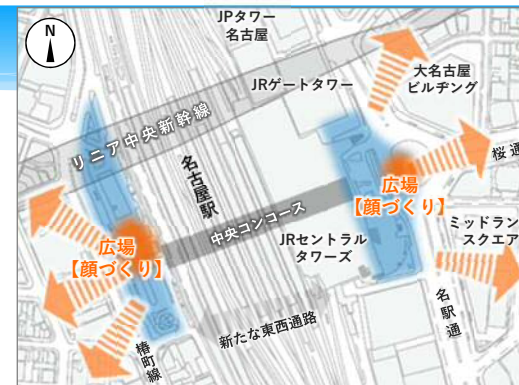 N
JPタワー
名古屋
JRゲートタワー
大名古屋
ビルヂング
リニア中央新幹線
名古屋駅
桜通
広場
【顔づくり】
中央コンコース
ミッドラン
スクエア
広場
【顔づくり】
JRセントラル
タワーズ
名駅通
新たな東西通路
椿町線